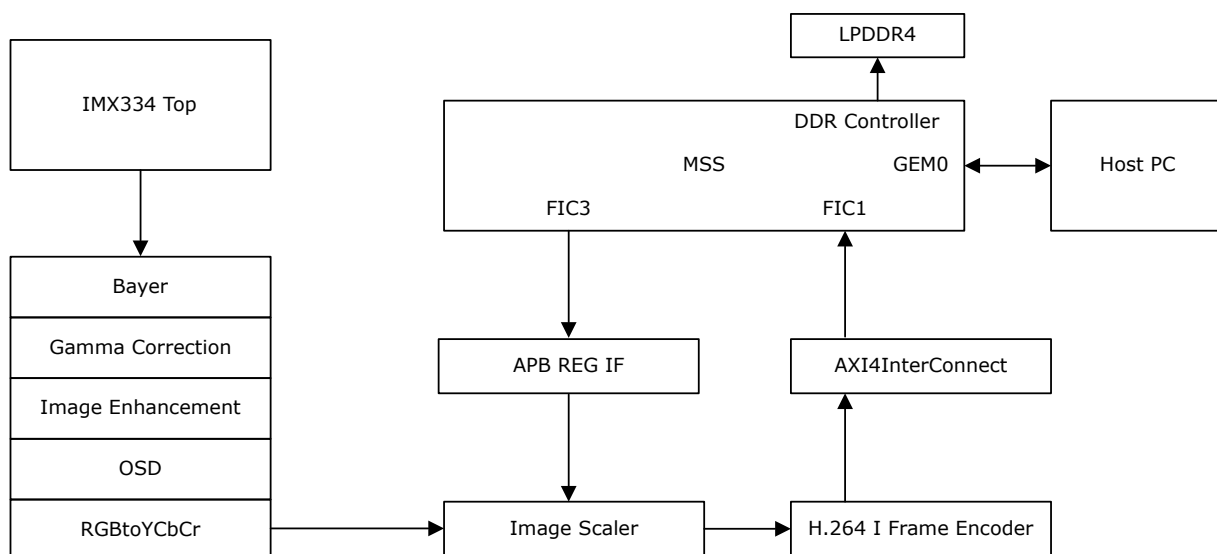 LPDDR4
IMX334 Top
DDR Controller
MSS
GEM0
Host PC
FIC3
FIC1
Bayer
Gamma Correction
APB REG IF
AXI4InterConnect
Image Enhancement
OSD
RGBtoYCbCr
Image Scaler
H.264 I Frame Encoder